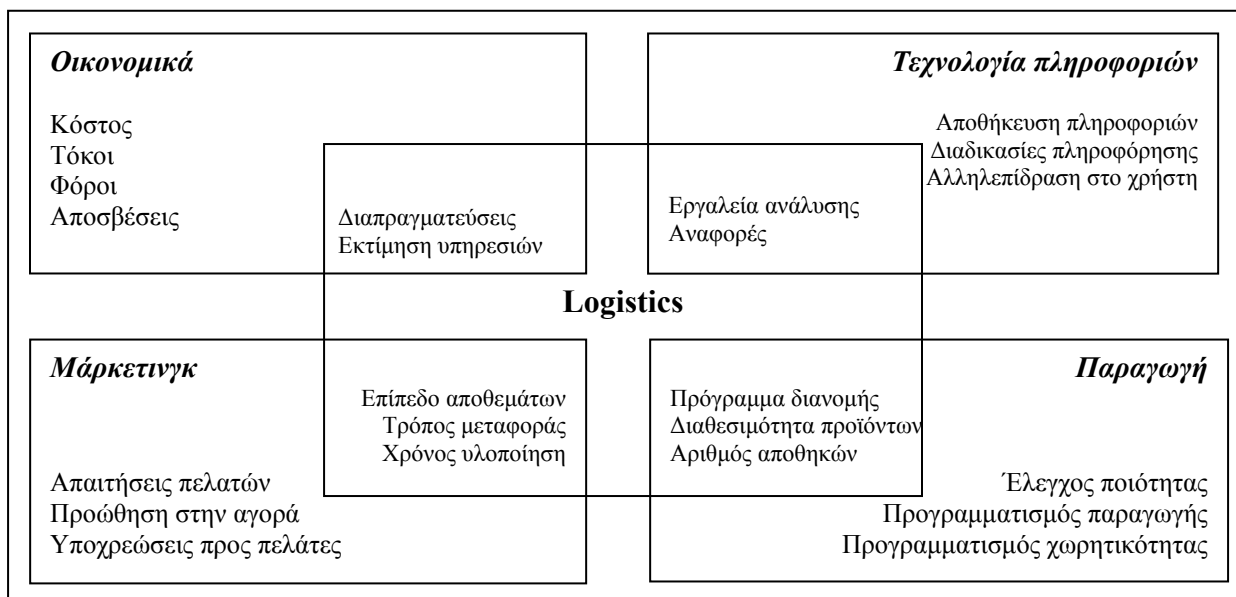 Οικονομικά
Κόστος
Τόκοι
Φόροι
Αποσβέσεις
Διαπραγματεύσεις
Εκτίμηση υπηρεσιών
Τεχνολογία πληροφοριών
Αποθήκευση πληροφοριών
Διαδικασίες πληροφόρησης
Αλληλεπίδραση στο χρήστη
Εργαλεία ανάλυσης
Αναφορές
Logistics
Μάρκετινγκ
Επίπεδο αποθεμάτων
Τρόπος μεταφοράς
Χρόνος υλοποίηση
Απαιτήσεις πελατών
Προώθηση στην αγορά
Υποχρεώσεις προς πελάτες
Παραγωγή
Πρόγραμμα διανομής
Διαθεσιμότητα προϊόντων
Αριθμός αποθηκών
Έλεγχος ποιότητας
Προγραμματισμός παραγωγής
Προγραμματισμός χωρητικότητας